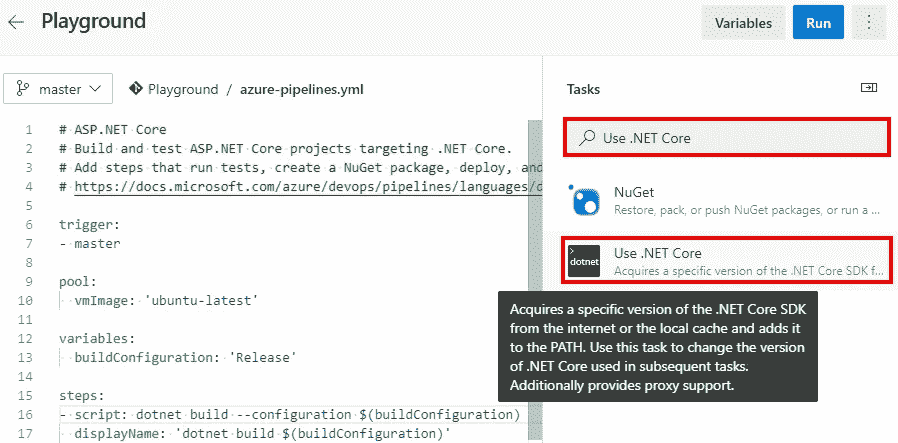 Playground
Variables
Run
master
Playground / azure-pipelines.yml
1 # ASP.NET Core
2 # Build and test ASP.NET Core projects targeting .NET Core.
3 # Add steps that run tests, create a NuGet package, deploy, and
4 # https://docs.microsoft.com/azure/devops/pipelines/languages/d
5
6 trigger:
7 - master
8
9 pool:
10 vmImage: 'ubuntu-latest'
11
12 variables:
13 buildConfiguration: 'Release'
14
15 steps:
16 - script: dotnet build --configuration $(buildConfiguration)
17 displayName: 'dotnet build $(buildConfiguration)'
Tasks
Use .NET Core
NuGet
Restore, pack, or push NuGet packages, or run a ...
dotnet
Use .NET Core
Acquires a specific version of the .NET Core SDK f...
Acquires a specific version of the .NET Core SDK
from the internet or the local cache and adds it
to the PATH. Use this task to change the version
of .NET Core used in subsequent tasks.
Additionally provides proxy support.